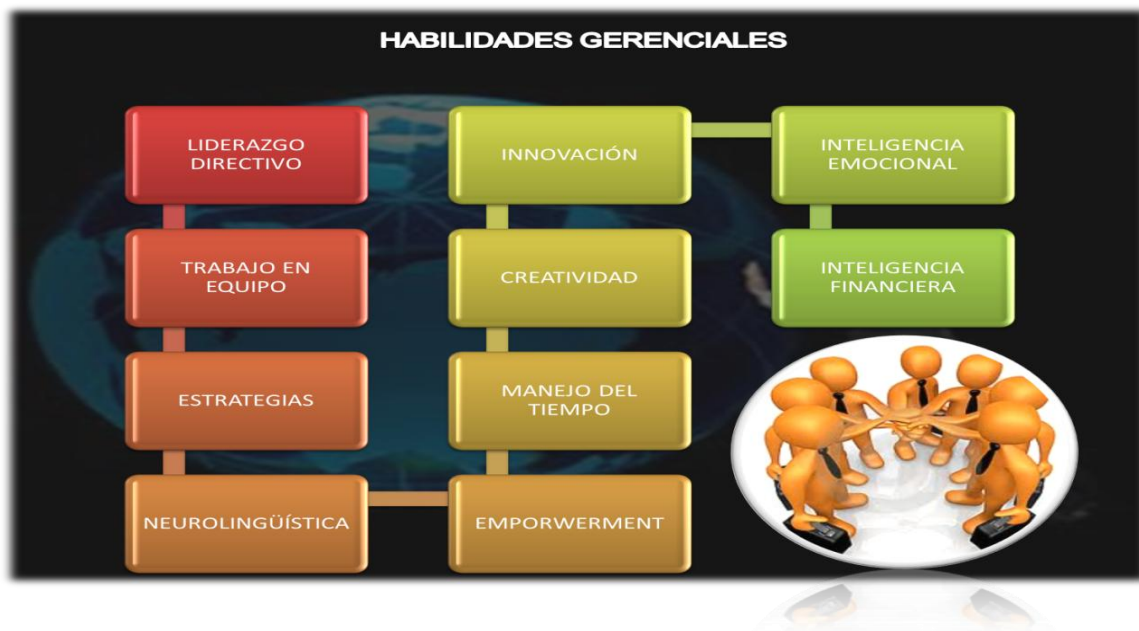 HABILIDADES GERENCIALES
LIDERAZGO
DIRECTIVO
TRABAJO EN
EQUIPO
ESTRATEGIAS
NEUROLINGÜÍSTICA
EMPORWERMENT
MANEJO DEL
TIEMPO
CREATIVIDAD
INNOVACIÓN
INTELIGENCIA
EMOCIONAL
INTELIGENCIA
FINANCIERA